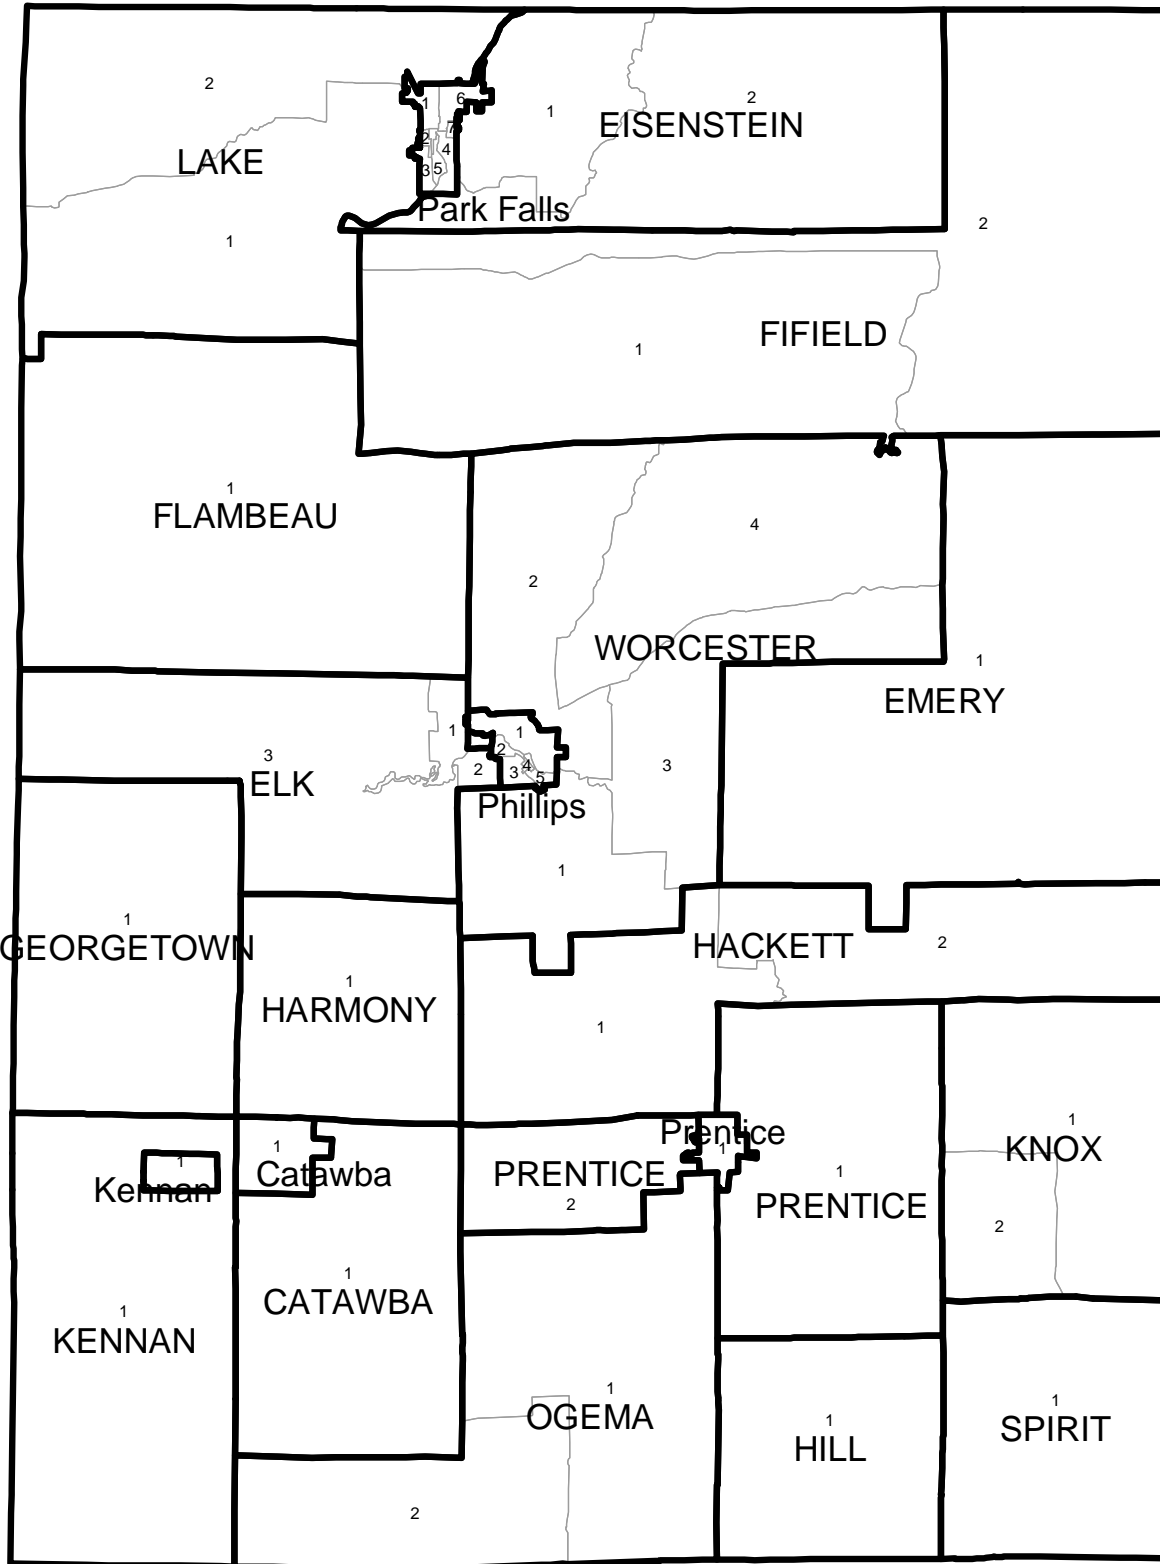 2
LAKE
1
1
6
2
7
4
3
5
Park Falls
1
2
EISENSTEIN
2
1
FIFIELD
1
FLAMBEAU
4
2
WORCESTER
1
EMERY
3
ELK
1
2
1
2
3
4
5
Phillips
3
1
1
GEORGETOWN
1
HARMONY
HACKETT
2
1
1
Kennan
1
Catawba
Prentice
1
PRENTICE
2
1
PRENTICE
1
KNOX
2
1
KENNAN
1
CATAWBA
1
OGEMA
2
1
HILL
1
SPIRIT